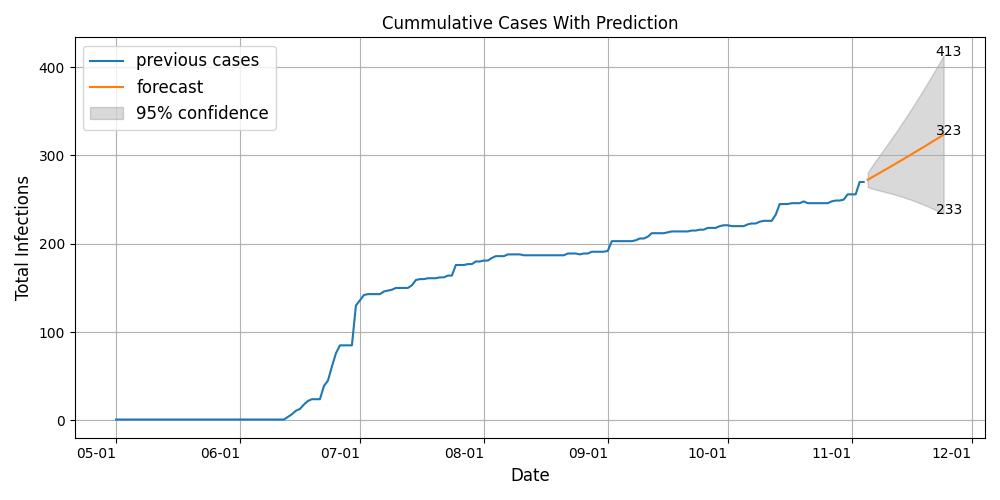 Cummulative Cases With Prediction
previous cases
forecast
95% confidence
413
323
233
400
300
200
100
0
Total Infections
05-01 06-01 07-01 08-01 09-01 10-01 11-01 12-01
Date